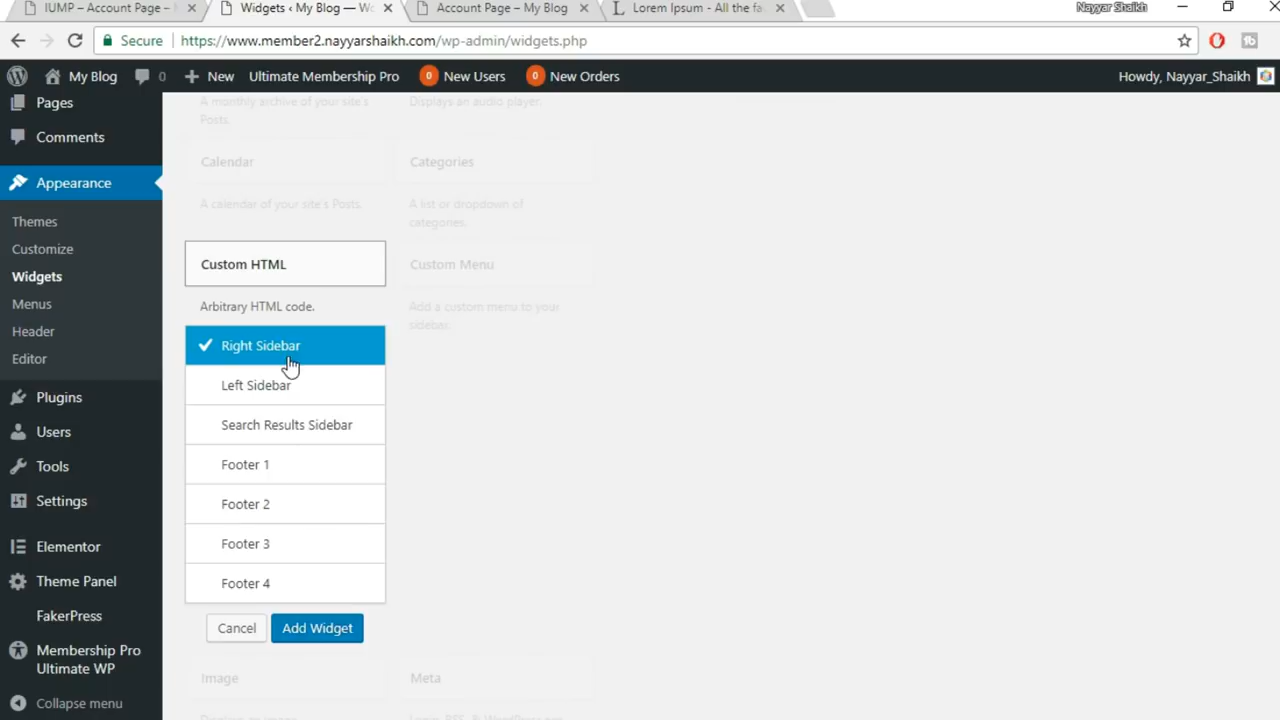 IUMP – Account Page –
Widgets ‹ My Blog — Wo
Account Page – My Blog
Lorem Ipsum - All the fa
Nayyar Shaikh
Secure
https://www.member2.nayyarshaikh.com/wp-admin/widgets.php
My Blog
0
New
Ultimate Membership Pro
0 New Users
0 New Orders
Howdy, Nayyar_Shaikh
Pages
Comments
Appearance
Themes
Customize
Widgets
Menus
Header
Editor
Plugins
Users
Tools
Settings
Elementor
Theme Panel
FakerPress
Membership Pro
Ultimate WP
Collapse menu
A monthly archive of your site's
Posts.
Displays an audio player.
Calendar
Categories
A calendar of your site's Posts.
A list or dropdown of
categories.
Custom HTML
Custom Menu
Arbitrary HTML code.
Add a custom menu to your
sidebar.
Right Sidebar
Left Sidebar
Search Results Sidebar
Footer 1
Footer 2
Footer 3
Footer 4
Cancel
Add Widget
Image
Meta